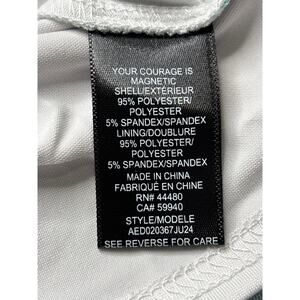 YOUR COURAGE IS
MAGNETIC
SHELL/EXTÉRIEUR
95% POLYESTER/
POLYESTER
5% SPANDEX/SPANDEX
LINING/DOUBLURE
95% POLYESTER/
POLYESTER
5% SPANDEX/SPANDEX
MADE IN CHINA
FABRIQUÉ EN CHINE
RN# 44480
CA# 59940
STYLE/MODELE
AED020367JU24
SEE REVERSE FOR CARE